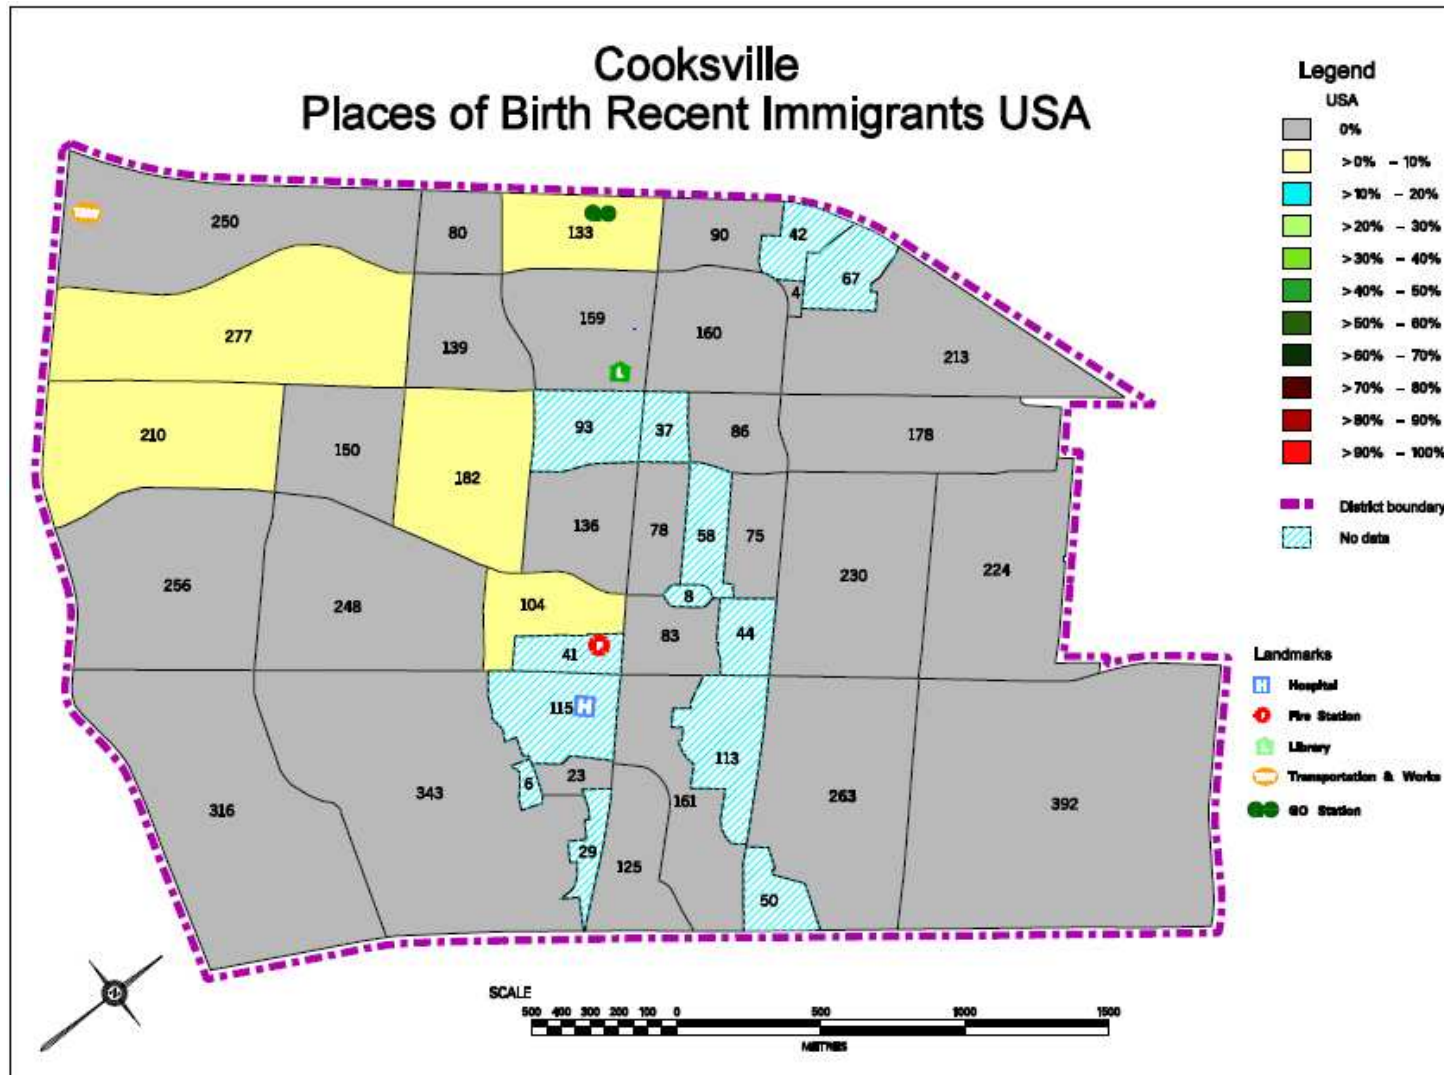 Cooksville
Places of Birth Recent Immigrants USA
Legend
USA
0%
>0% - 10%
>10% - 20%
>20% - 30%
>30% - 40%
>40% - 50%
>50% - 60%
>60% - 70%
>70% - 80%
>80% - 90%
>90% - 100%
District boundary
No data
Landmarks
H Hospital
F Fire Station
L Library
Transportation & Works
GO Station
250
80
133
90
42
67
4
277
139
159
160
213
L
210
150
182
93
37
86
178
136
78
58
75
256
248
104
8
230
224
41
83
44
115 H
113
6
23
316
343
161
263
392
29
125
50
SCALE
500 400 300 200 100 0 500 1000 1500
METRES